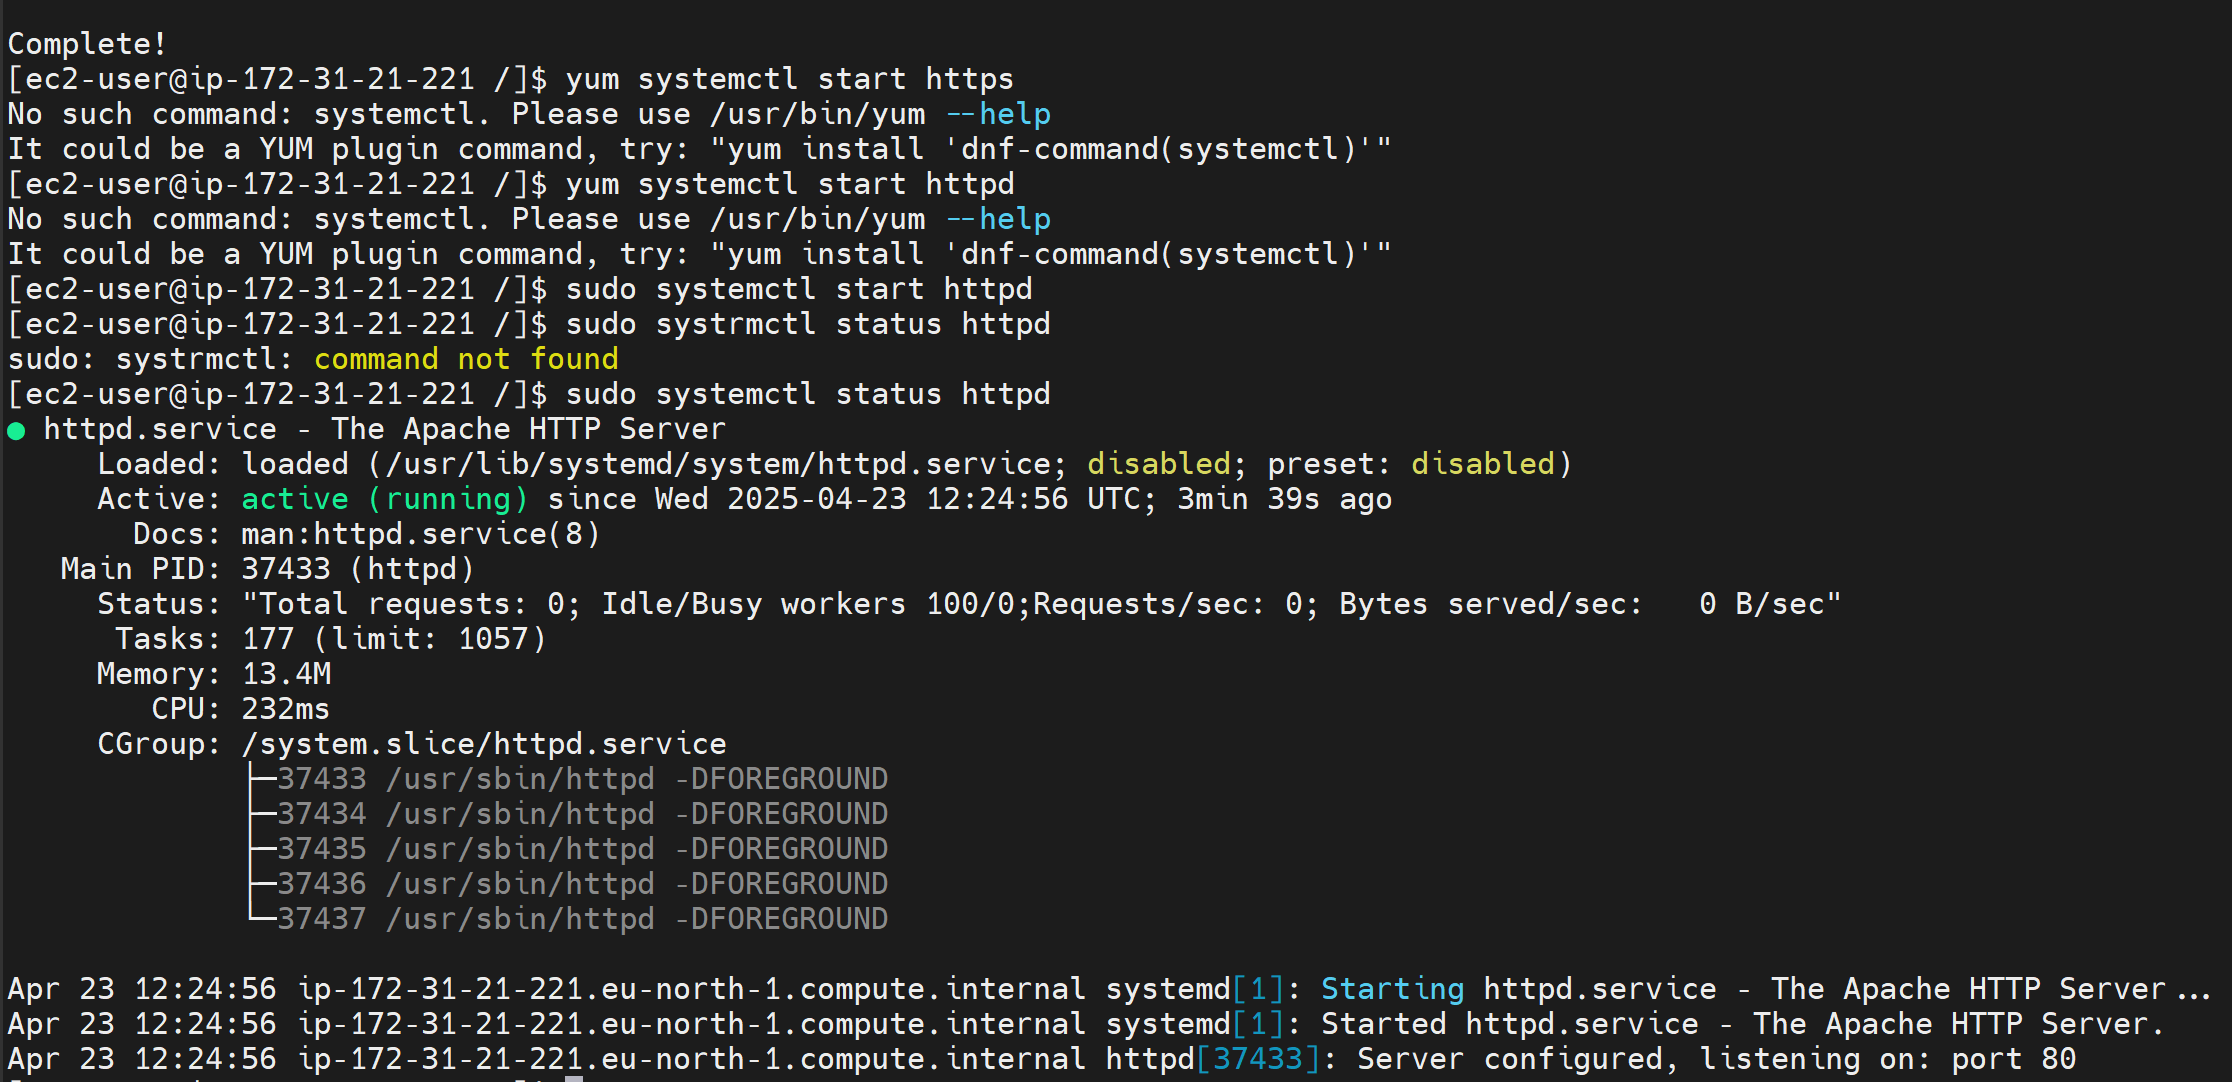 Complete!
[ec2-user@ip-172-31-21-221 /]$ yum systemctl start https
No such command: systemctl. Please use /usr/bin/yum --help
It could be a YUM plugin command, try: "yum install 'dnf-command(systemctl)'"
[ec2-user@ip-172-31-21-221 /]$ yum systemctl start httpd
No such command: systemctl. Please use /usr/bin/yum --help
It could be a YUM plugin command, try: "yum install 'dnf-command(systemctl)'"
[ec2-user@ip-172-31-21-221 /]$ sudo systemctl start httpd
[ec2-user@ip-172-31-21-221 /]$ sudo systrmctl status httpd
sudo: systrmctl: command not found
[ec2-user@ip-172-31-21-221 /]$ sudo systemctl status httpd
● httpd.service - The Apache HTTP Server
     Loaded: loaded (/usr/lib/systemd/system/httpd.service; disabled; preset: disabled)
     Active: active (running) since Wed 2025-04-23 12:24:56 UTC; 3min 39s ago
       Docs: man:httpd.service(8)
   Main PID: 37433 (httpd)
     Status: "Total requests: 0; Idle/Busy workers 100/0;Requests/sec: 0; Bytes served/sec:   0 B/sec"
      Tasks: 177 (limit: 1057)
     Memory: 13.4M
        CPU: 232ms
     CGroup: /system.slice/httpd.service
             ├─37433 /usr/sbin/httpd -DFOREGROUND
             ├─37434 /usr/sbin/httpd -DFOREGROUND
             ├─37435 /usr/sbin/httpd -DFOREGROUND
             ├─37436 /usr/sbin/httpd -DFOREGROUND
             └─37437 /usr/sbin/httpd -DFOREGROUND
Apr 23 12:24:56 ip-172-31-21-221.eu-north-1.compute.internal systemd[1]: Starting httpd.service - The Apache HTTP Server...
Apr 23 12:24:56 ip-172-31-21-221.eu-north-1.compute.internal systemd[1]: Started httpd.service - The Apache HTTP Server.
Apr 23 12:24:56 ip-172-31-21-221.eu-north-1.compute.internal httpd[37433]: Server configured, listening on: port 80